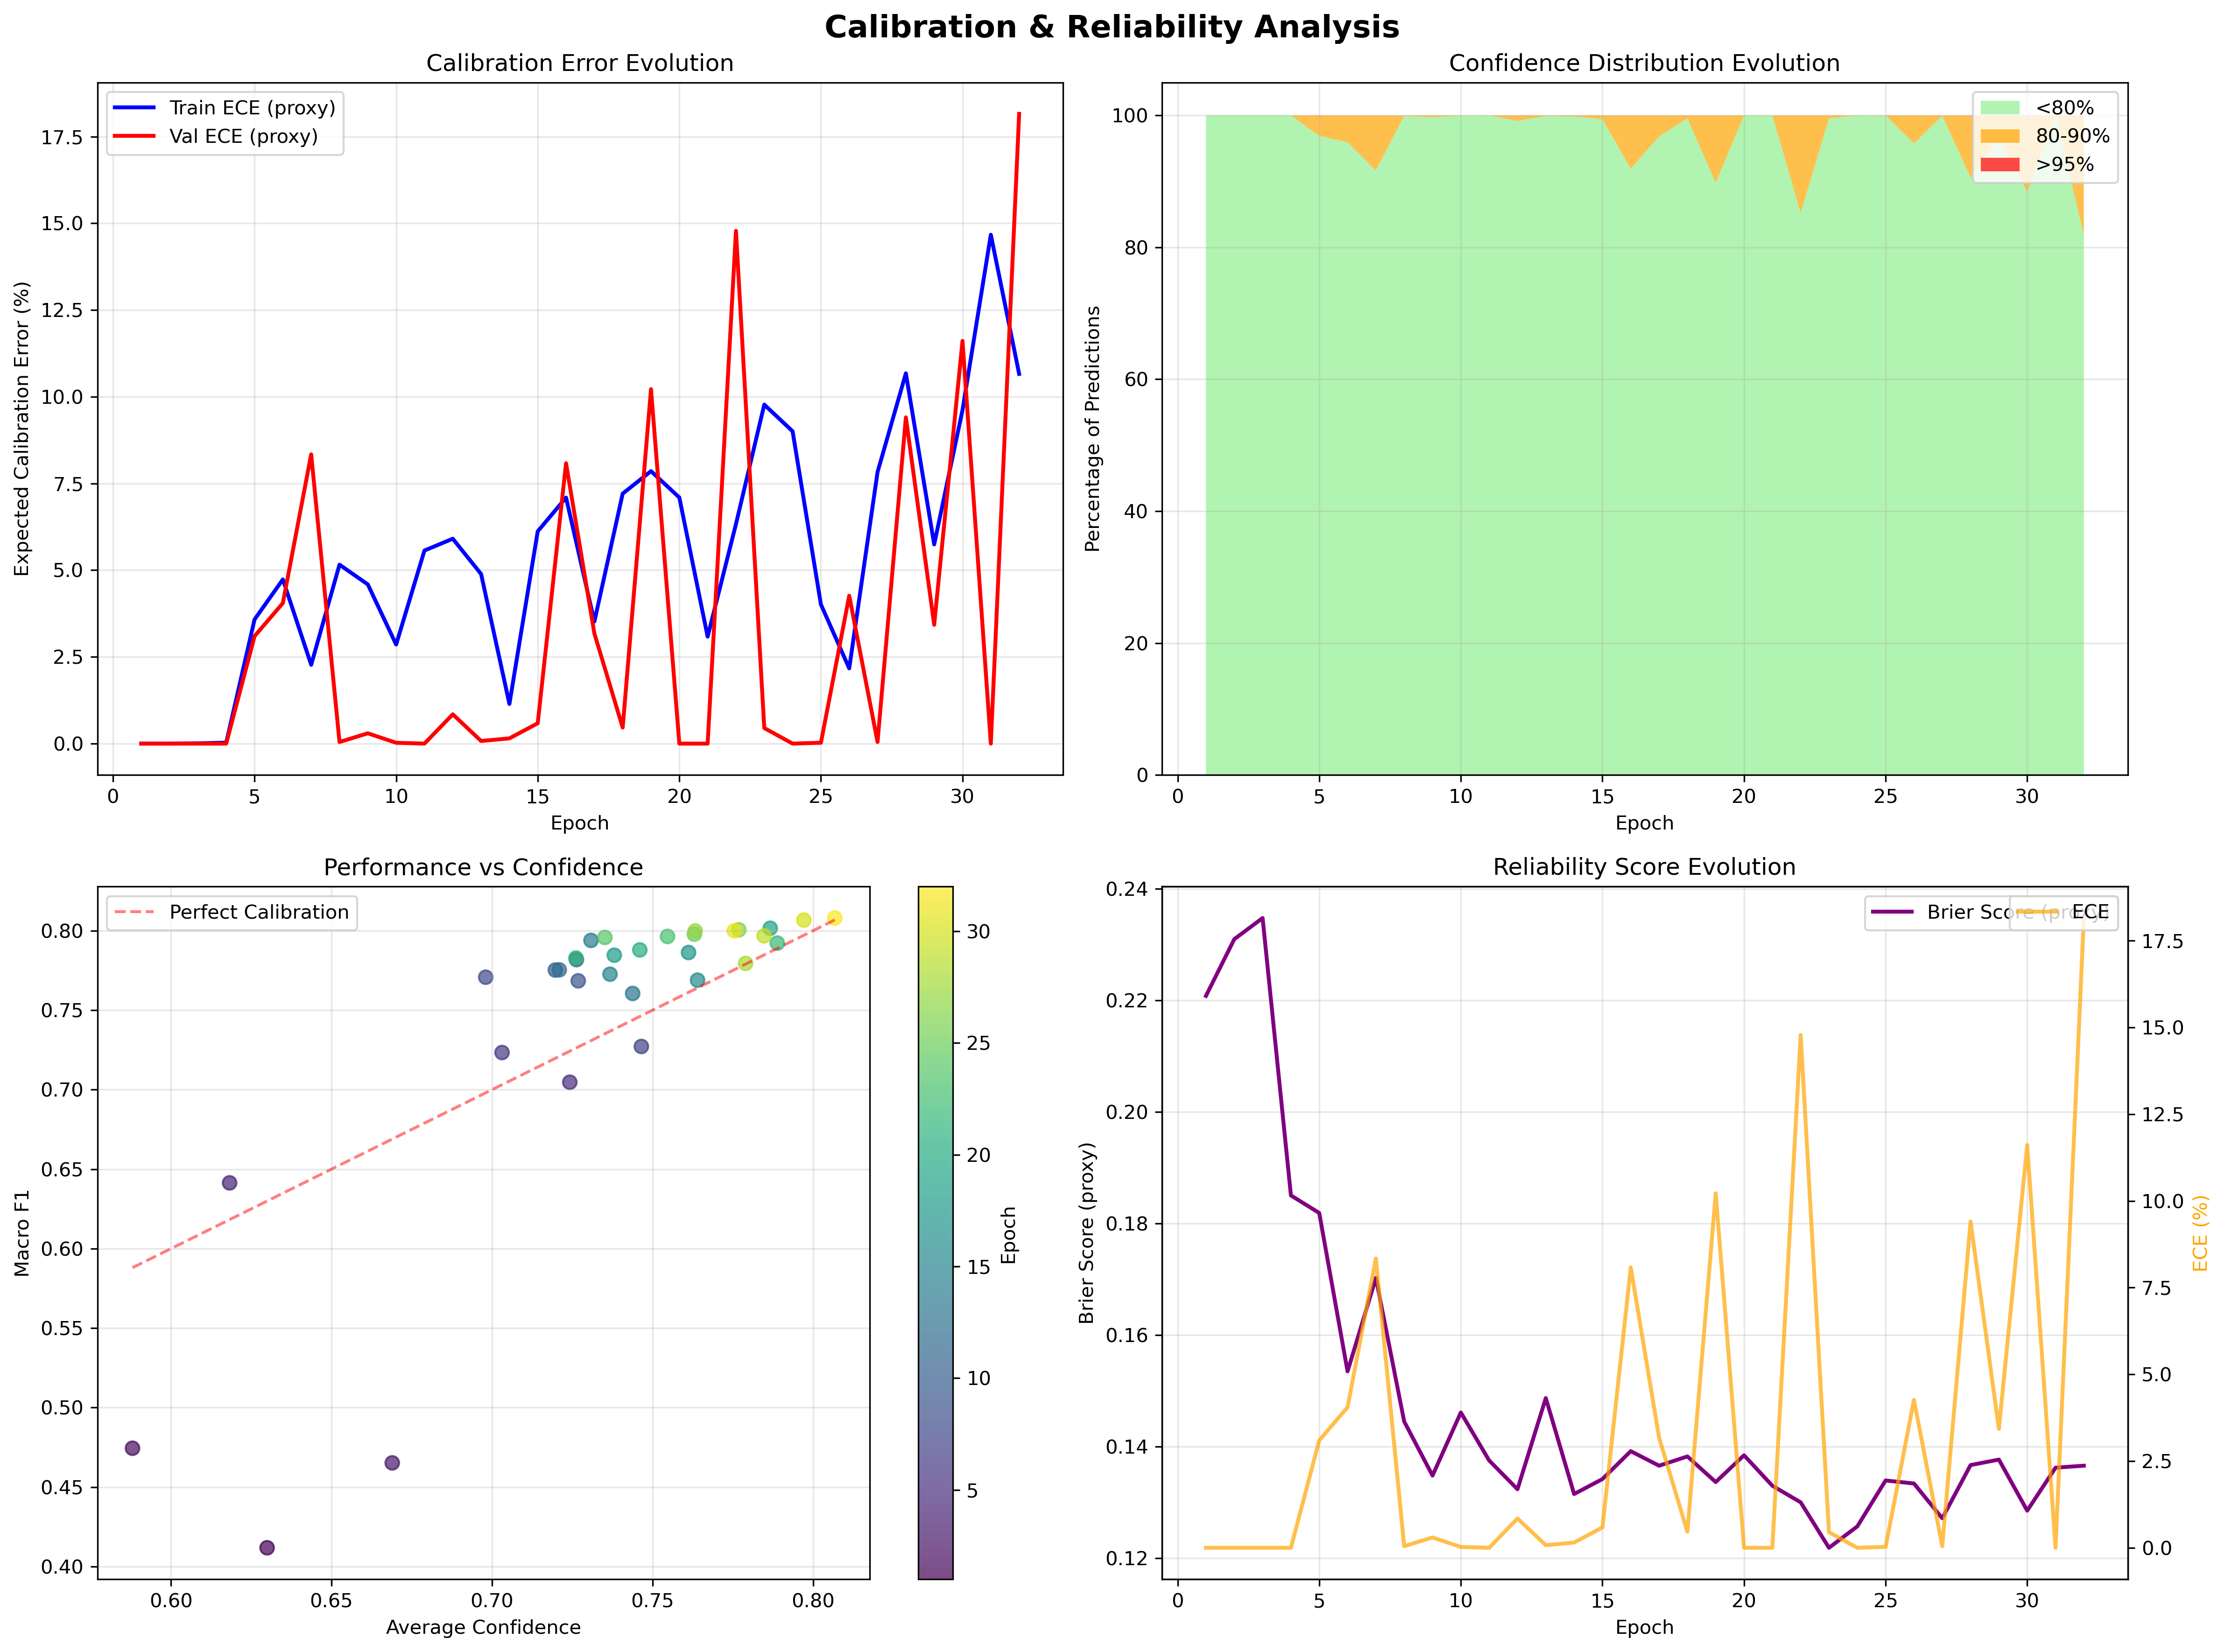 Calibration & Reliability Analysis
Calibration Error Evolution
Train ECE (proxy)
Val ECE (proxy)
Expected Calibration Error (%)
17.5
15.0
12.5
10.0
7.5
5.0
2.5
0.0
0 5 10 15 20 25 30
Epoch
Confidence Distribution Evolution
<80%
80-90%
>95%
Percentage of Predictions
100
80
60
40
20
0
0 5 10 15 20 25 30
Epoch
Performance vs Confidence
Perfect Calibration
Macro F1
0.80
0.75
0.70
0.65
0.60
0.55
0.50
0.45
0.40
0.60 0.65 0.70 0.75 0.80
Average Confidence
30
25
20
15
10
5
Epoch
Reliability Score Evolution
Brier Score (proxy)
ECE
Brier Score (proxy)
0.24
0.22
0.20
0.18
0.16
0.14
0.12
0 5 10 15 20 25 30
Epoch
17.5
15.0
12.5
10.0
7.5
5.0
2.5
0.0
ECE (%)